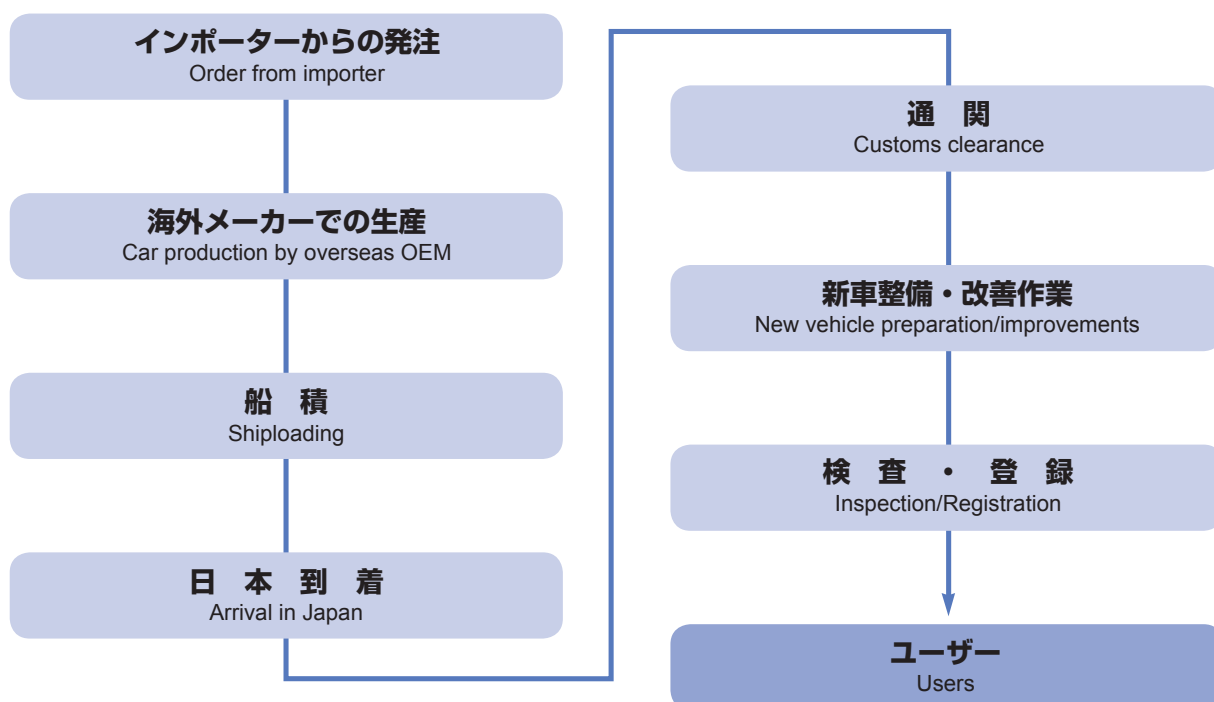 インポーターからの発注
Order from importer
海外メーカーでの生産
Car production by overseas OEM
船　積
Shiploading
日　本　到　着
Arrival in Japan
通　関
Customs clearance
新車整備・改善作業
New vehicle preparation/improvements
検　査　・　登　録
Inspection/Registration
ユーザー
Users